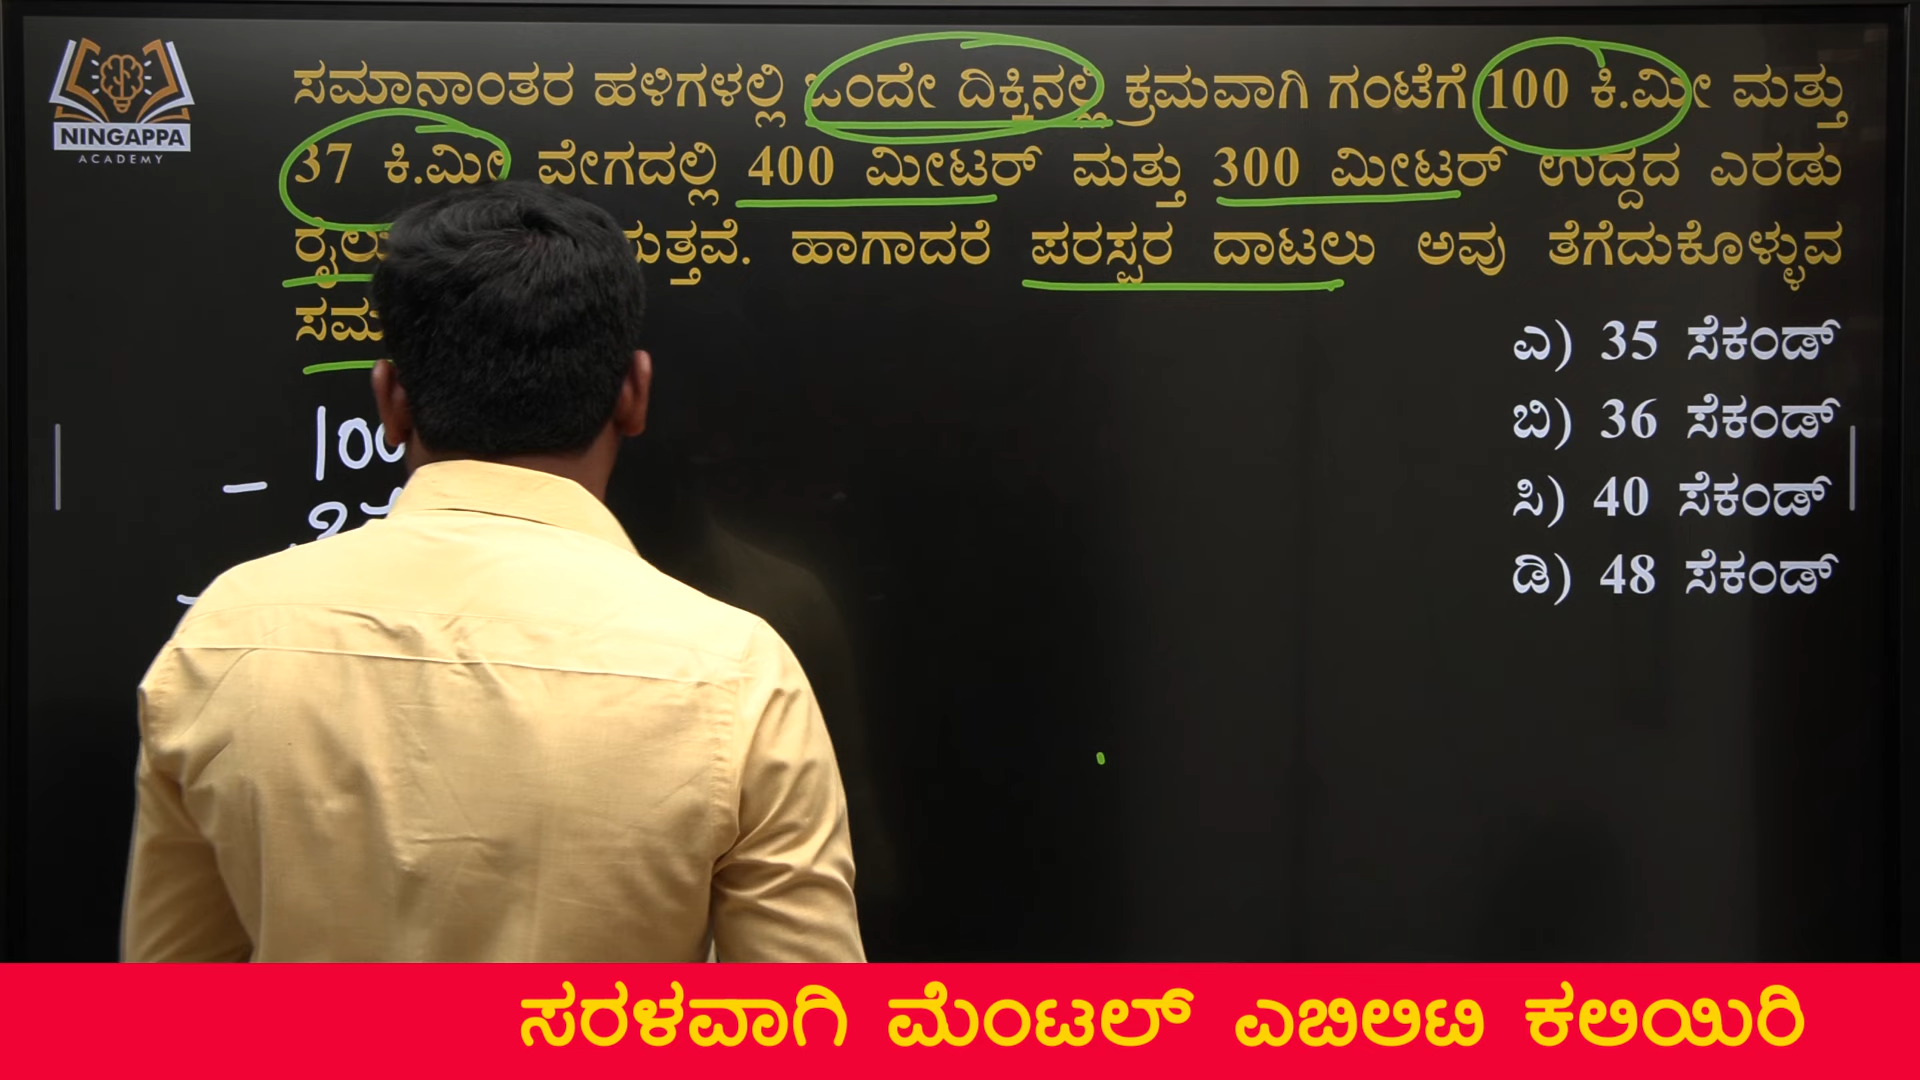 NINGAPPA
ACADEMY
ಸಮಾನಾಂತರ ಹಳಿಗಳಲ್ಲಿ ಒಂದೇ ದಿಕ್ಕಿನಲ್ಲಿ ಕ್ರಮವಾಗಿ ಗಂಟೆಗೆ 100 ಕಿ.ಮೀ ಮತ್ತು
37 ಕಿ.ಮೀ ವೇಗದಲ್ಲಿ 400 ಮೀಟರ್ ಮತ್ತು 300 ಮೀಟರ್ ಉದ್ದದ ಎರಡು
ಹಾಗಾದರೆ ಪರಸ್ಪರ ದಾಟಲು ಅವು ತೆಗೆದುಕೊಳ್ಳುವ
ಎ) 35 ಸೆಕಂಡ್
ಬಿ) 36 ಸೆಕಂಡ್
ಸಿ) 40 ಸೆಕಂಡ್
ಡಿ) 48 ಸೆಕಂಡ್
ಸರಳವಾಗಿ ಮೆಂಟಲ್ ಎಬಿಲಿಟಿ ಕಲಿಯಿರಿ